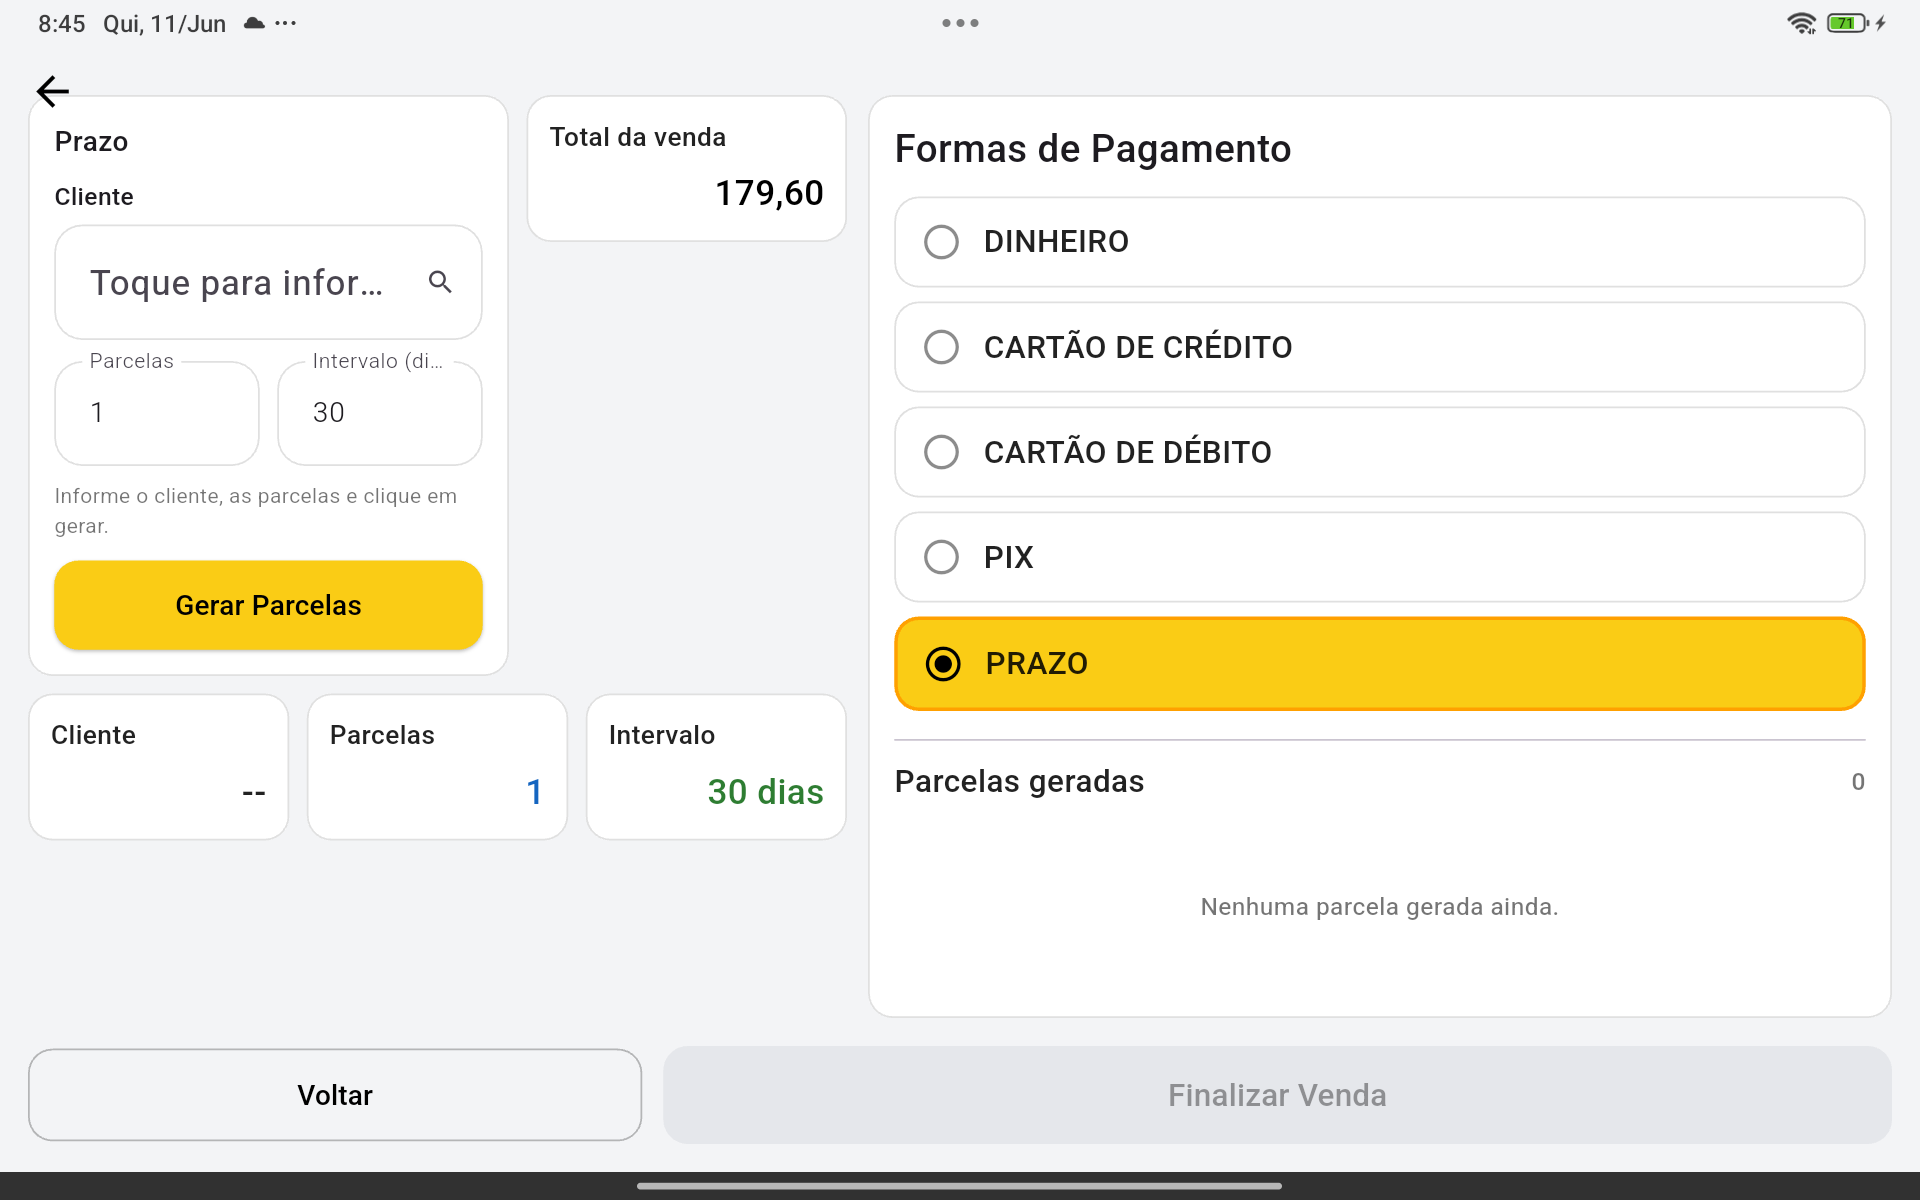 8:45 Qui, 11/Jun
71
Prazo
Cliente
Toque para infor...
Parcelas
1
Intervalo (di...
30
Informe o cliente, as parcelas e clique em
gerar.
Gerar Parcelas
Total da venda
179,60
Cliente
--
Parcelas
1
Intervalo
30 dias
Formas de Pagamento
DINHEIRO
CARTÃO DE CRÉDITO
CARTÃO DE DÉBITO
PIX
PRAZO
Parcelas geradas
0
Nenhuma parcela gerada ainda.
Voltar
Finalizar Venda